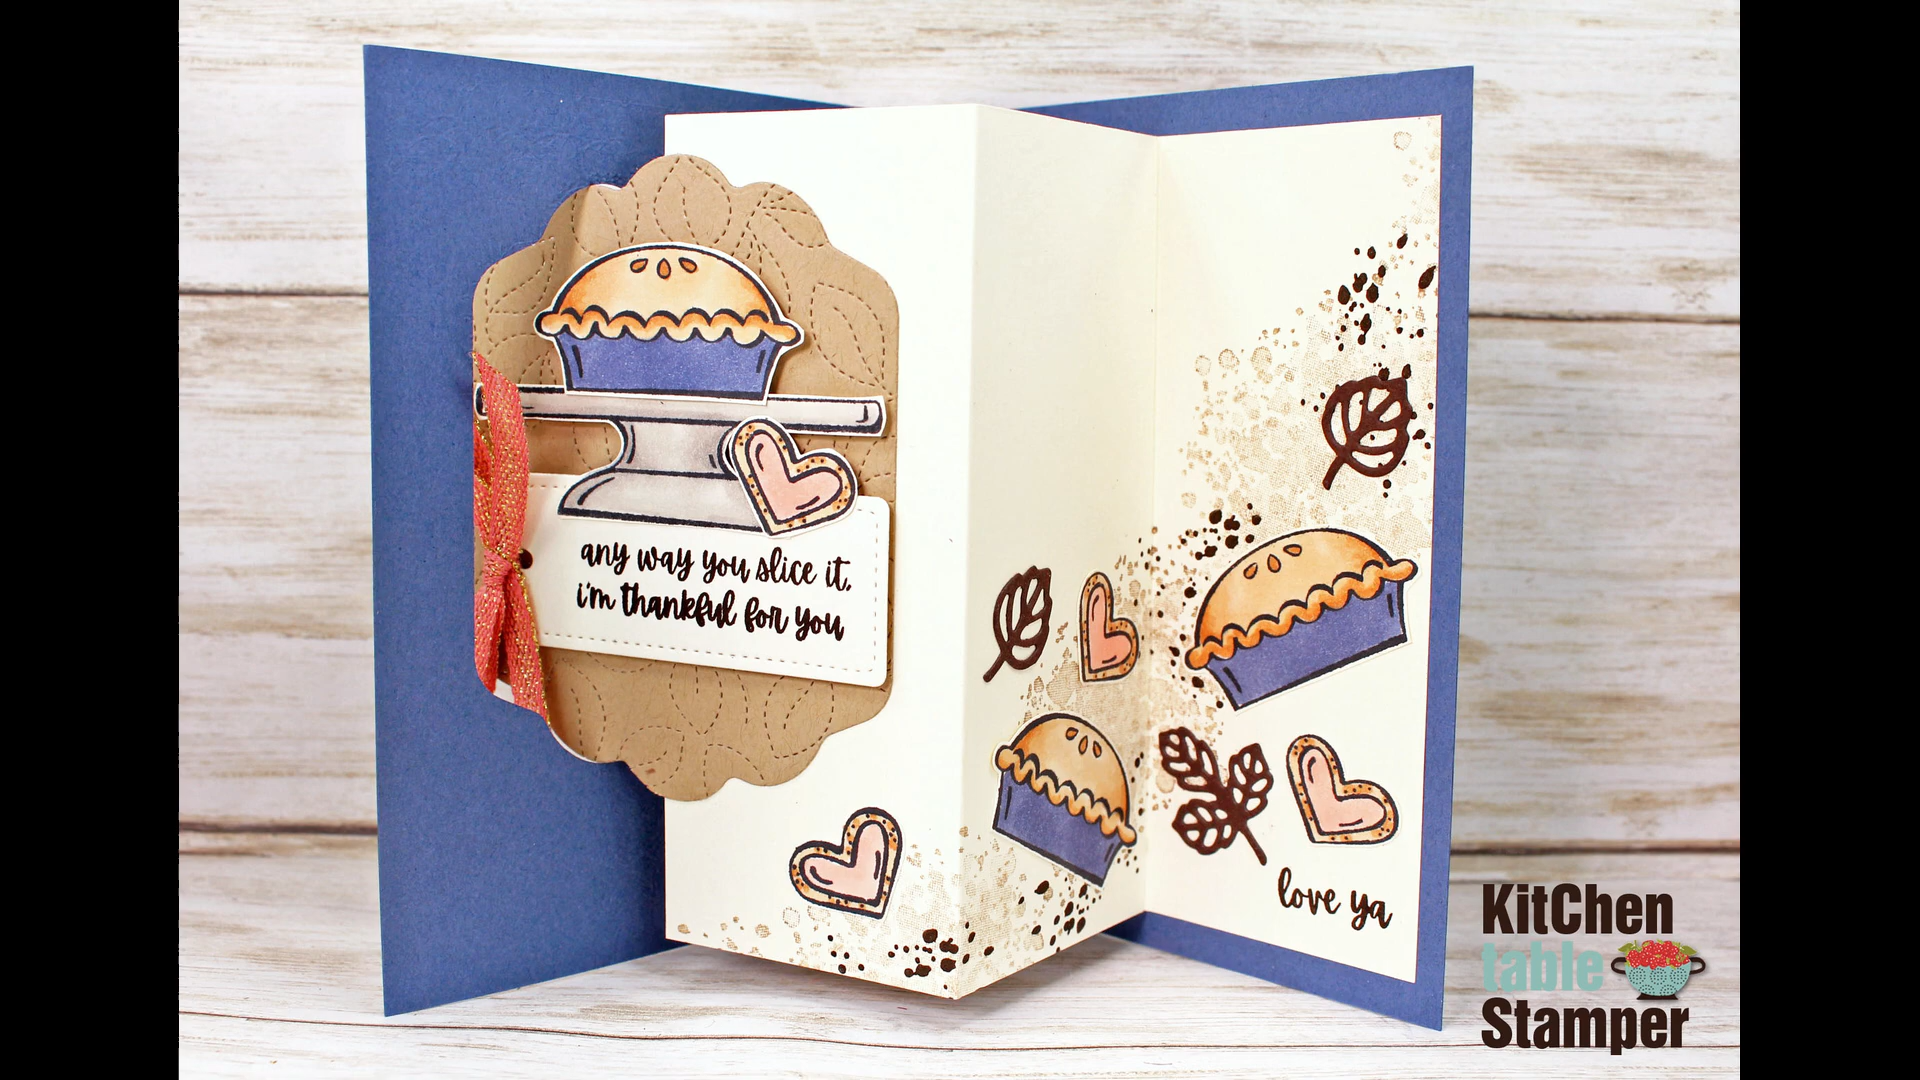 any way you slice it,
i'm thankful for you
love ya
KitChen
table
Stamper